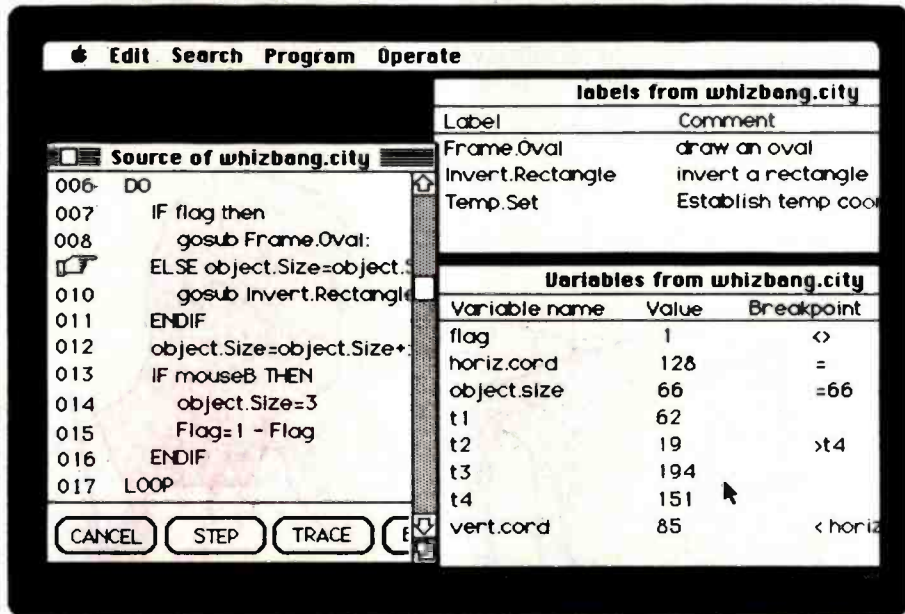 Edit Search Program Operate
labels from whizbang.city
Label Comment
Frame.Oval draw an oval
Invert.Rectangle invert a rectangle
Temp.Set Establish temp
Source of whizbang.city
006 DO
007 IF flag then
008 gosub Frame.Oval:
ELSE object.Size=object.
010 gosub Invert.Rectangle
011 ENDIF
012 object.Size=object.Size+
013 IF mouseB THEN
014 object.Size=3
015 Flag=1 - Flag
016 ENDIF
017 LOOP
CANCEL STEP TRACE
Variables from whizbang.city
Variable name Value Breakpoint
flag 1 <>
horiz.cord 128 =
object.size 66 =66
t1 62
t2 19 >t4
t3 194
t4 151
vert.cord 85 < horiz